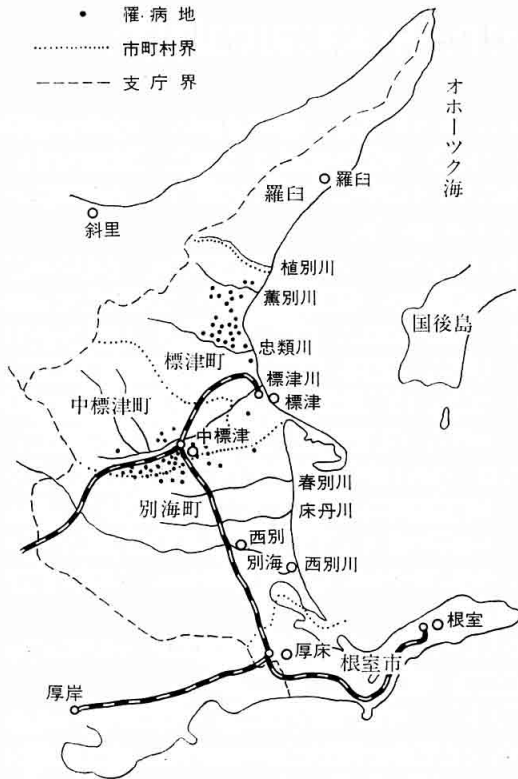 罹·病地
市町村界
支庁界
オホーツク海
羅臼
羅臼
斜里
植別川
薫別川
国後島
忠類川
標津町
標津川
標津
中標津町
中標津
春別川
別海町
床丹川
西別
別海
西別川
根室
厚床
根室市
厚岸